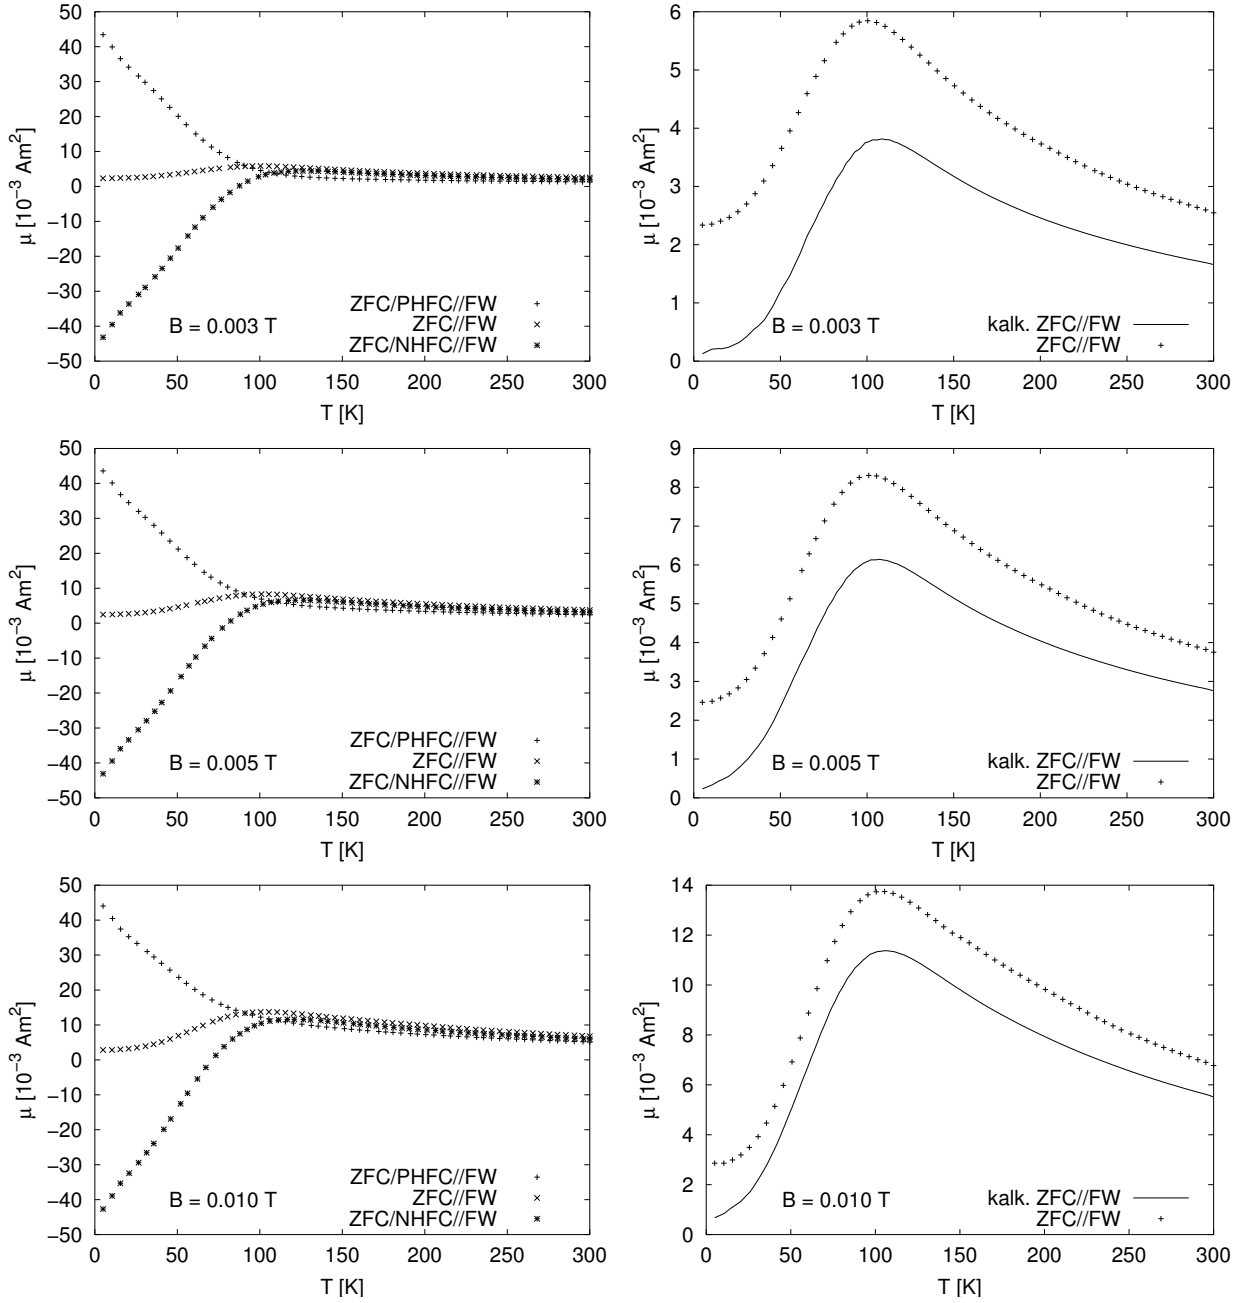 50
40
30
20
10
0
−10
−20
−30
−40
−50
0 50 100 150 200 250 300
μ [10−3 Am2]
T [K]
B = 0.003 T
ZFC/PHFC//FW
ZFC//FW
ZFC/NHFC//FW
6
5
4
3
2
1
0
0 50 100 150 200 250 300
μ [10−3 Am2]
T [K]
B = 0.003 T
kalk. ZFC//FW
ZFC//FW
50
40
30
20
10
0
−10
−20
−30
−40
−50
0 50 100 150 200 250 300
μ [10−3 Am2]
T [K]
B = 0.005 T
ZFC/PHFC//FW
ZFC//FW
ZFC/NHFC//FW
9
8
7
6
5
4
3
2
1
0
0 50 100 150 200 250 300
μ [10−3 Am2]
T [K]
B = 0.005 T
kalk. ZFC//FW
ZFC//FW
50
40
30
20
10
0
−10
−20
−30
−40
−50
0 50 100 150 200 250 300
μ [10−3 Am2]
T [K]
B = 0.010 T
ZFC/PHFC//FW
ZFC//FW
ZFC/NHFC//FW
14
12
10
8
6
4
2
0
0 50 100 150 200 250 300
μ [10−3 Am2]
T [K]
B = 0.010 T
kalk. ZFC//FW
ZFC//FW